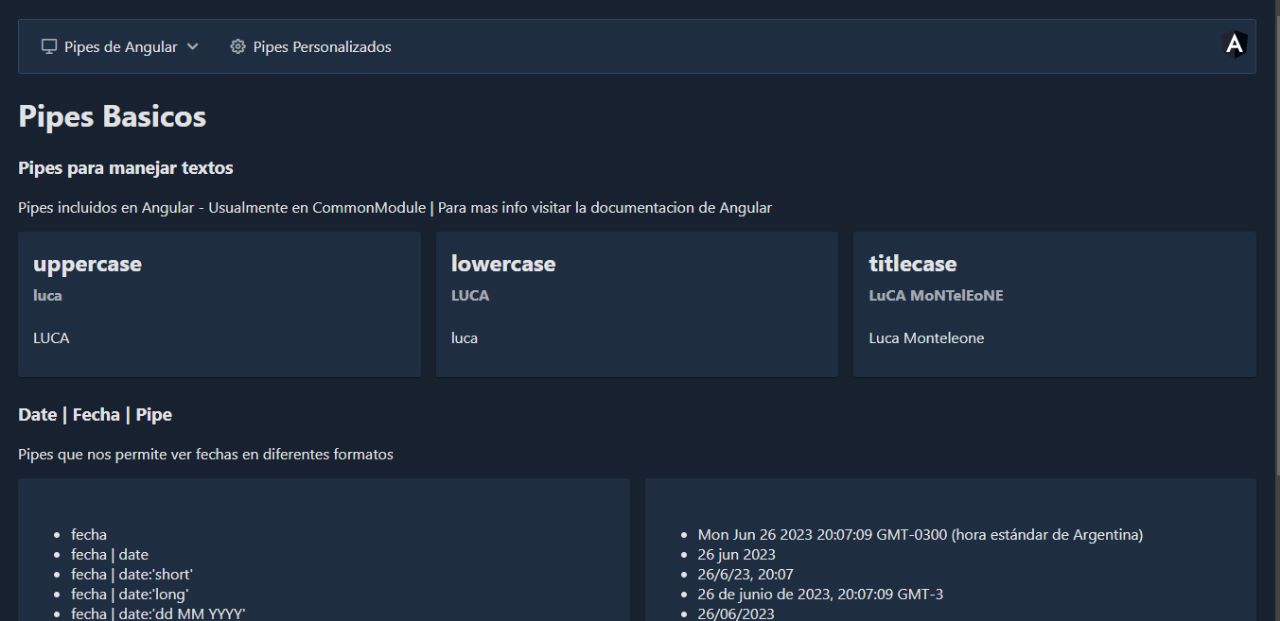 Pipes de Angular
Pipes Personalizados
Pipes Basicos
Pipes para manejar textos
Pipes incluidos en Angular - Usualmente en CommonModule | Para mas info visitar la documentacion de Angular
uppercase
luca
LUCA
lowercase
LUCA
luca
titlecase
LuCA MoNTelEoNE
Luca Monteleone
Date | Fecha | Pipe
Pipes que nos permite ver fechas en diferentes formatos
fecha
fecha | date
fecha | date:'short'
fecha | date:'long'
fecha | date:'dd MM YYYY'
Mon Jun 26 2023 20:07:09 GMT-0300 (hora estándar de Argentina)
26 jun 2023
26/6/23, 20:07
26 de junio de 2023, 20:07:09 GMT-3
26/06/2023